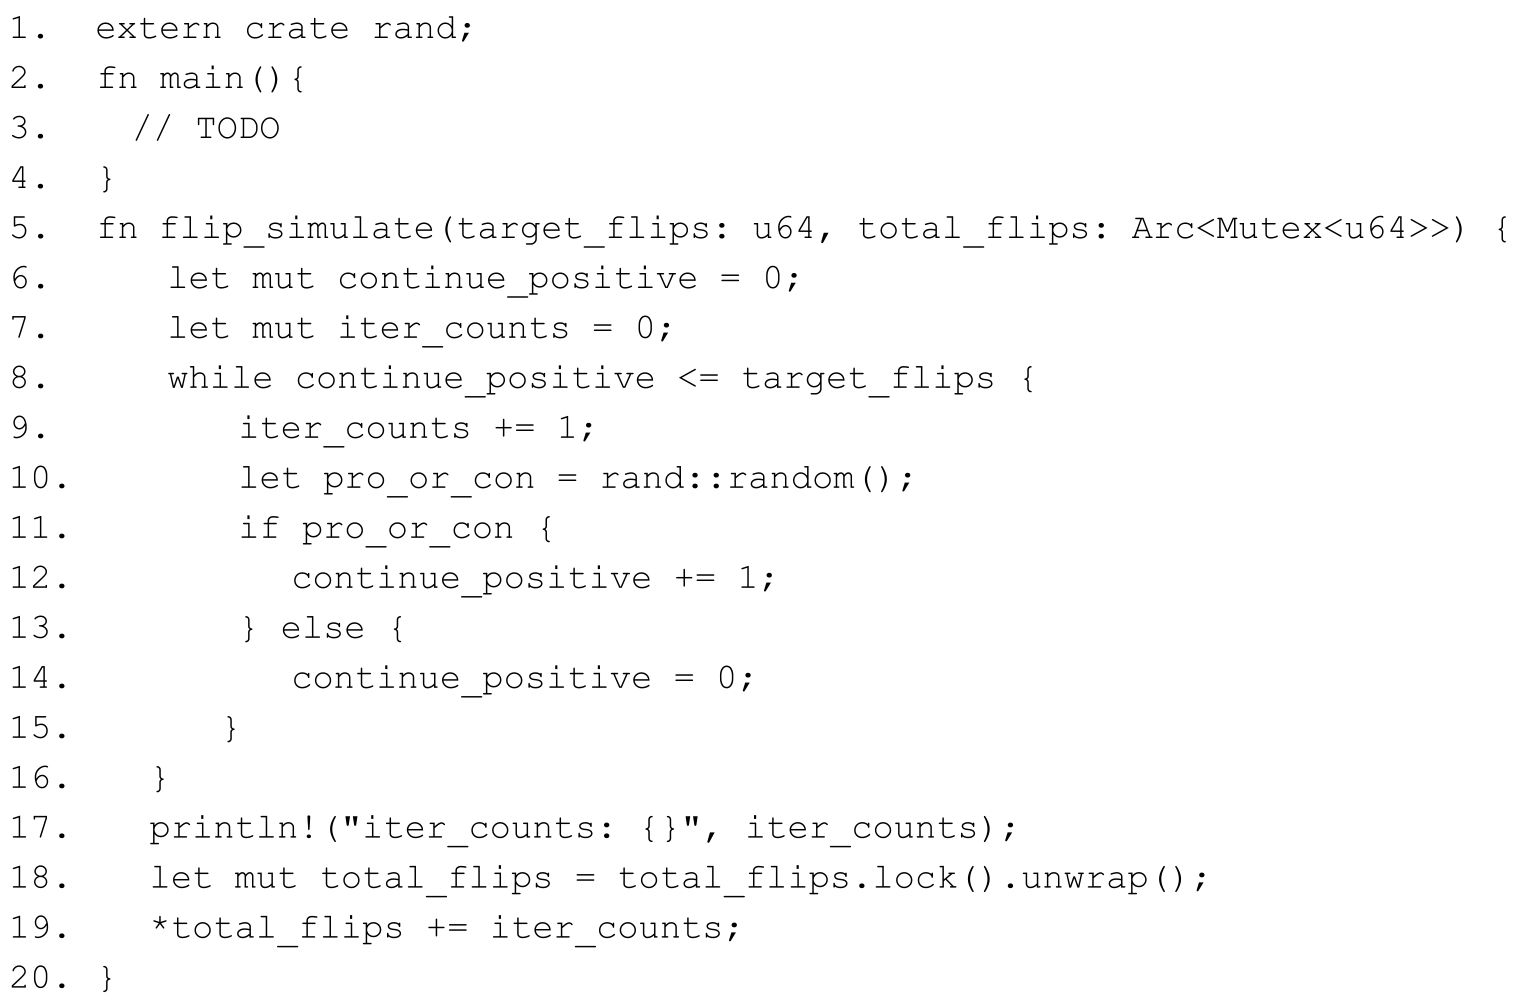 1. extern crate rand;
2. fn main(){
3. // TODO
4. }
5. fn flip_simulate(target_flips: u64, total_flips: Arc<Mutex<u64>>) {
6. let mut continue_positive = 0;
7. let mut iter_counts = 0;
8. while continue_positive <= target_flips {
9. iter_counts += 1;
10. let pro_or_con = rand::random();
11. if pro_or_con {
12. continue_positive += 1;
13. } else {
14. continue_positive = 0;
15. }
16. }
17. println!("iter_counts: {}", iter_counts);
18. let mut total_flips = total_flips.lock().unwrap();
19. *total_flips += iter_counts;
20. }